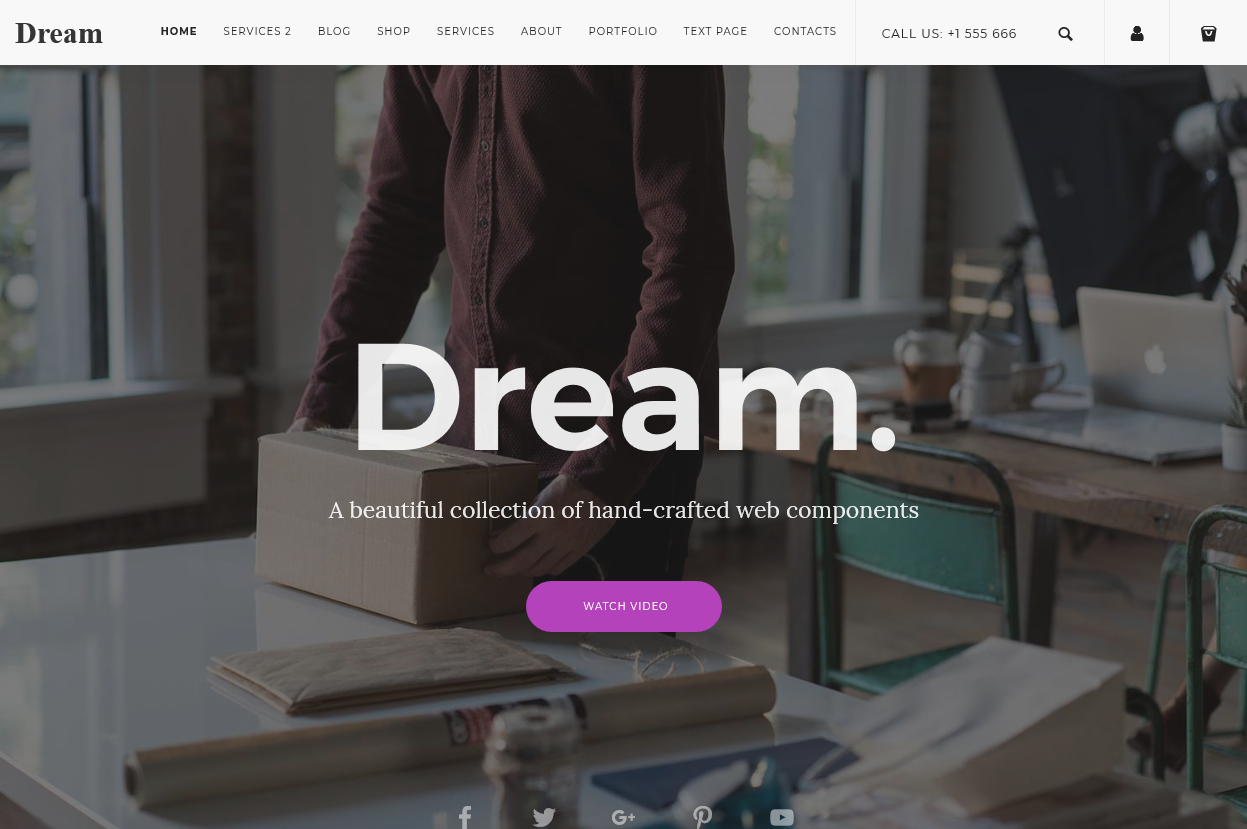 Dream
HOME SERVICES 2 BLOG SHOP SERVICES ABOUT PORTFOLIO TEXT PAGE CONTACTS
CALL US: +1 555 666
Dream.
A beautiful collection of hand-crafted web components
WATCH VIDEO